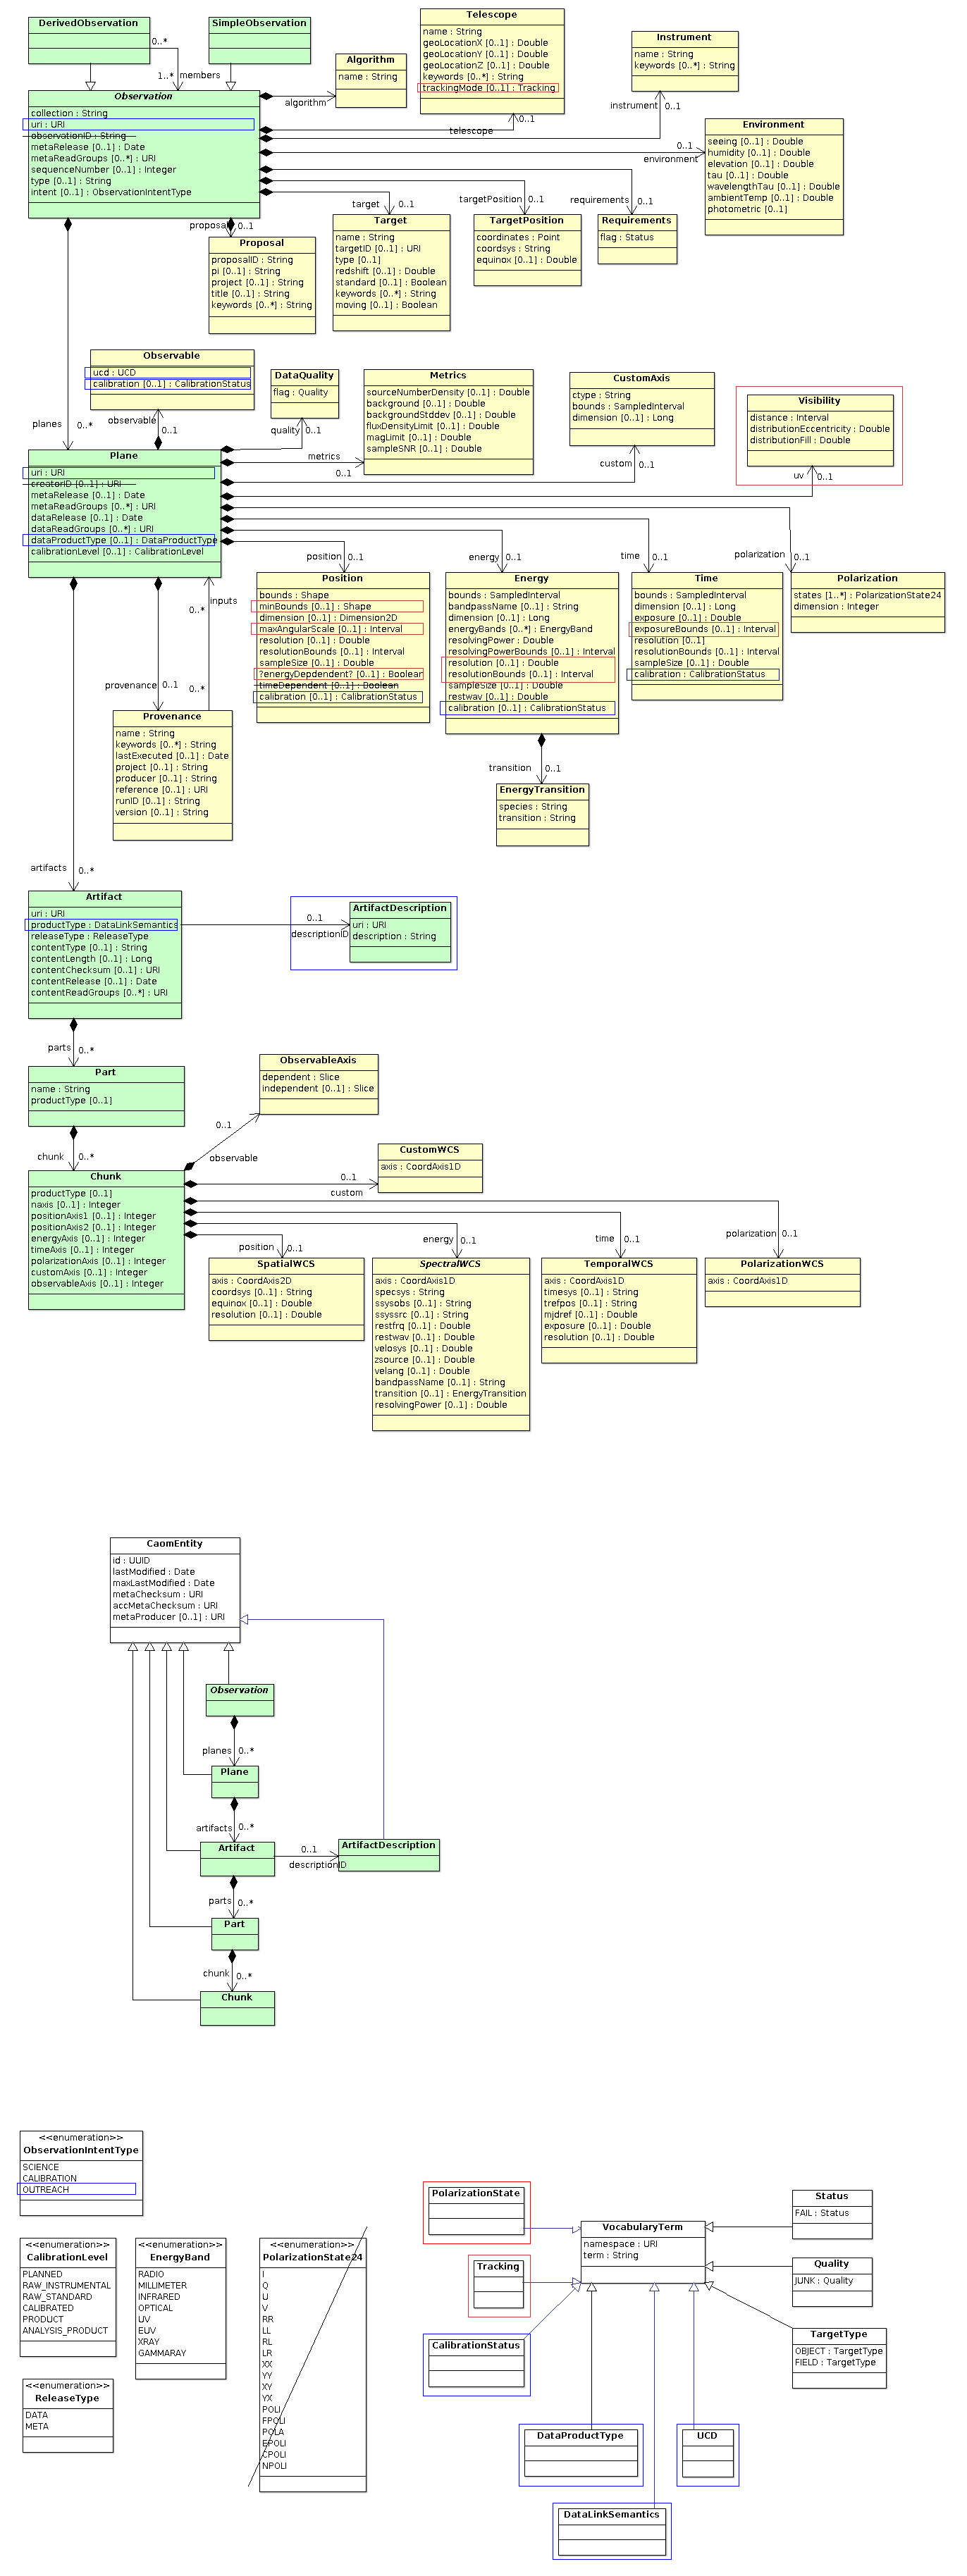 DerivedObservation
SimpleObservation
0..*
1..*
members
Observation
collection : String
uri : URI
observationID : String
metaRelease [0..1] : Date
metaReadGroups [0..*] : URI
sequenceNumber [0..1] : Integer
type [0..1] : String
intent [0..1] : ObservationIntentType
Algorithm
name : String
algorithm
Telescope
name : String
geoLocationX [0..1] : Double
geoLocationY [0..1] : Double
geoLocationZ [0..1] : Double
keywords [0..*] : String
trackingMode [0..1] : Tracking
telescope
0..1
Instrument
name : String
keywords [0..*] : String
instrument
0..1
Environment
seeing [0..1] : Double
humidity [0..1] : Double
elevation [0..1] : Double
tau [0..1] : Double
wavelengthTau [0..1] : Double
ambientTemp [0..1] : Double
photometric [0..1]
0..1
environment
proposal
0..1
Proposal
proposalID : String
pi [0..1] : String
project [0..1] : String
title [0..1] : String
keywords [0..*] : String
target
0..1
Target
name : String
targetID [0..1] : URI
type [0..1]
redshift [0..1] : Double
standard [0..1] : Boolean
keywords [0..*] : String
moving [0..1] : Boolean
targetPosition
0..1
TargetPosition
coordinates : Point
coordsys : String
equinox [0..1] : Double
requirements
0..1
Requirements
flag : Status
planes
0..*
Observable
ucd : UCD
calibration [0..1] : CalibrationStatus
observable
0..1
DataQuality
flag : Quality
quality
0..1
Metrics
sourceNumberDensity [0..1] : Double
background [0..1] : Double
backgroundStddev [0..1] : Double
fluxDensityLimit [0..1] : Double
magLimit [0..1] : Double
sampleSNR [0..1] : Double
metrics
0..1
CustomAxis
ctype : String
bounds : SampledInterval
dimension [0..1] : Long
custom
0..1
Visibility
distance : Interval
distributionEccentricity : Double
distributionFill : Double
uv
0..1
Plane
uri : URI
creatorID [0..1] : URI
metaRelease [0..1] : Date
metaReadGroups [0..*] : URI
dataRelease [0..1] : Date
dataReadGroups [0..*] : URI
dataProductType [0..1] : DataProductType
calibrationLevel [0..1] : CalibrationLevel
position
0..1
Position
bounds : Shape
minBounds [0..1] : Shape
dimension [0..1] : Dimension2D
maxAngularScale [0..1] : Interval
resolution [0..1] : Double
resolutionBounds [0..1] : Interval
sampleSize [0..1] : Double
?energyDepdendent? [0..1] : Boolean
timeDependent [0..1] : Boolean
calibration [0..1] : CalibrationStatus
energy
0..1
Energy
bounds : SampledInterval
bandpassName [0..1] : String
dimension [0..1] : Long
energyBands [0..*] : EnergyBand
resolvingPower [0..1] : Double
resolvingPowerBounds [0..1] : Interval
resolution [0..1] : Double
resolutionBounds [0..1] : Interval
sampleSize [0..1] : Double
restwav [0..1] : Double
calibration [0..1] : CalibrationStatus
time
0..1
Time
bounds : SampledInterval
dimension [0..1] : Long
exposure [0..1] : Double
exposureBounds [0..1] : Interval
resolution [0..1]
resolutionBounds [0..1] : Interval
sampleSize [0..1] : Double
calibration : CalibrationStatus
polarization
0..1
Polarization
states [1..*] : PolarizationState24
dimension : Integer
inputs
0..*
0..*
provenance
0..1
Provenance
name : String
keywords [0..*] : String
lastExecuted [0..1] : Date
project [0..1] : String
producer [0..1] : String
reference [0..1] : URI
runID [0..1] : String
version [0..1] : String
transition
0..1
EnergyTransition
species : String
transition : String
artifacts
0..*
Artifact
uri : URI
productType : DataLinkSemantics
releaseType : ReleaseType
contentType [0..1] : String
contentLength [0..1] : Long
contentChecksum [0..1] : URI
contentRelease [0..1] : Date
contentReadGroups [0..*] : URI
0..1
descriptionID
ArtifactDescription
uri : URI
description : String
parts
0..*
Part
name : String
productType [0..1]
chunk
0..*
ObservableAxis
dependent : Slice
independent [0..1] : Slice
0..1
observable
CustomWCS
axis : CoordAxis1D
0..1
custom
Chunk
productType [0..1]
naxis [0..1] : Integer
positionAxis1 [0..1] : Integer
positionAxis2 [0..1] : Integer
energyAxis [0..1] : Integer
timeAxis [0..1] : Integer
polarizationAxis [0..1] : Integer
customAxis [0..1] : Integer
observableAxis [0..1] : Integer
position
0..1
SpatialWCS
axis : CoordAxis2D
coordsys [0..1] : String
equinox [0..1] : Double
resolution [0..1] : Double
energy
0..1
SpectralWCS
axis : CoordAxis1D
specsys : String
ssysobs [0..1] : String
ssyssrc [0..1] : String
restfrq [0..1] : Double
restwav [0..1] : Double
velosys [0..1] : Double
zsource [0..1] : Double
velang [0..1] : Double
bandpassName [0..1] : String
transition [0..1] : EnergyTransition
resolvingPower [0..1] : Double
time
0..1
TemporalWCS
axis : CoordAxis1D
timesys [0..1] : String
trefpos [0..1] : String
mjdref [0..1] : Double
exposure [0..1] : Double
resolution [0..1] : Double
polarization
0..1
PolarizationWCS
axis : CoordAxis1D
CaomEntity
id : UUID
lastModified : Date
maxLastModified : Date
metaChecksum : URI
accMetaChecksum : URI
metaProducer [0..1] : URI
Observation
planes
0..*
Plane
artifacts
0..*
Artifact
0..1
descriptionID
ArtifactDescription
parts
0..*
Part
chunk
0..*
Chunk
<<enumeration>>
ObservationIntentType
SCIENCE
CALIBRATION
OUTREACH
<<enumeration>>
CalibrationLevel
PLANNED
RAW_INSTRUMENTAL
RAW_STANDARD
CALIBRATED
PRODUCT
ANALYSIS_PRODUCT
<<enumeration>>
EnergyBand
RADIO
MILLIMETER
INFRARED
OPTICAL
UV
EUV
XRAY
GAMMARAY
<<enumeration>>
PolarizationState24
I
Q
U
V
RR
LL
RL
LR
XX
YY
XY
YX
POLI
FPOLI
POLA
EPOLI
CPOLI
NPOLI
<<enumeration>>
ReleaseType
DATA
META
PolarizationState
Tracking
CalibrationStatus
VocabularyTerm
namespace : URI
term : String
Status
FAIL : Status
Quality
JUNK : Quality
TargetType
OBJECT : TargetType
FIELD : TargetType
DataProductType
UCD
DataLinkSemantics